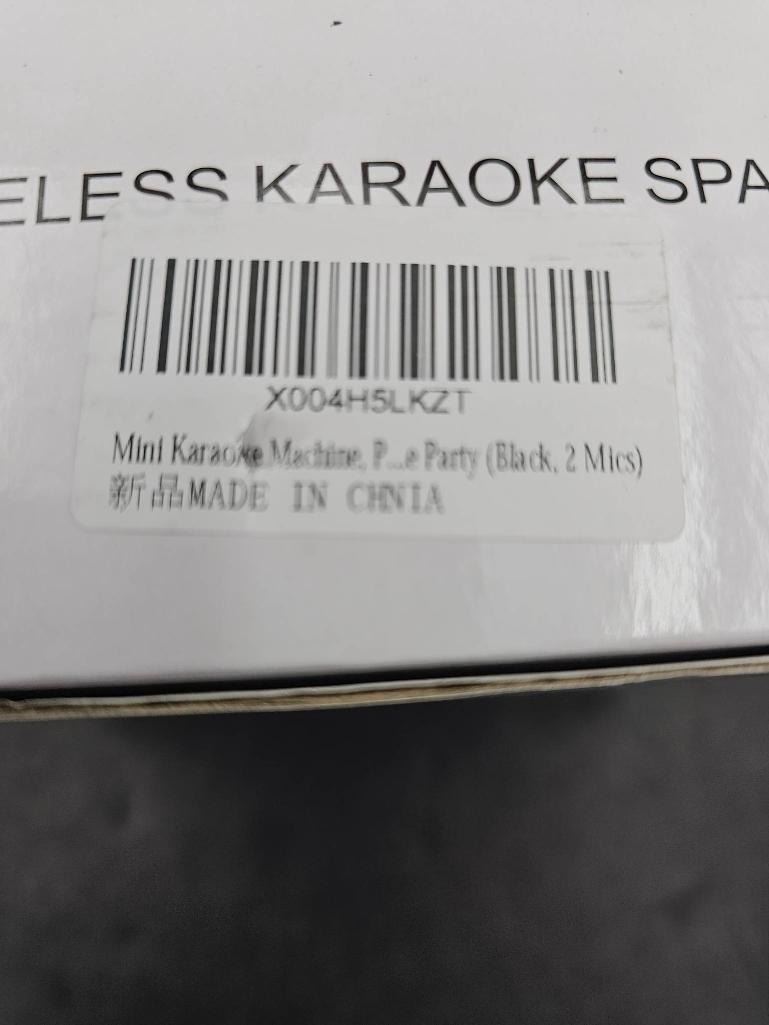 ELESS KARAOKE SPA
X004H5LKZT
Mini Karaoke Machine, P...e Party (Black, 2 Mics)
新品MADE IN CHNIA